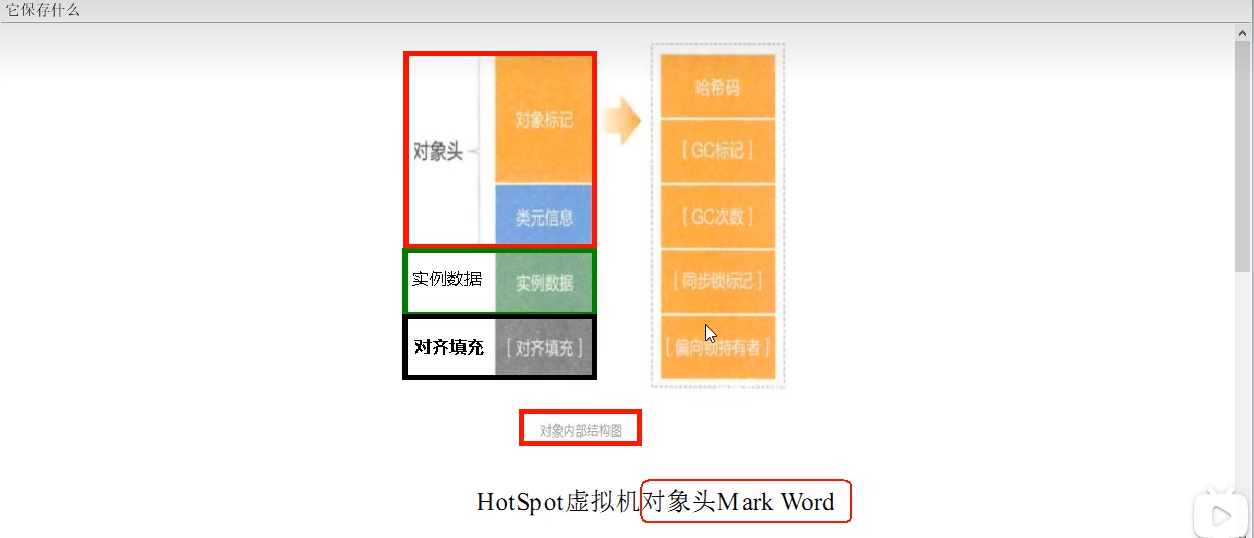 它保存什么
对象头
对象标记
类元信息
实例数据
实例数据
对齐填充
[ 对齐填充 ]
哈希码
[ GC标记 ]
[ GC次数 ]
[ 同步锁标记 ]
[ 偏向锁持有者 ]
对象内部结构图
HotSpot虚拟机对象头Mark Word